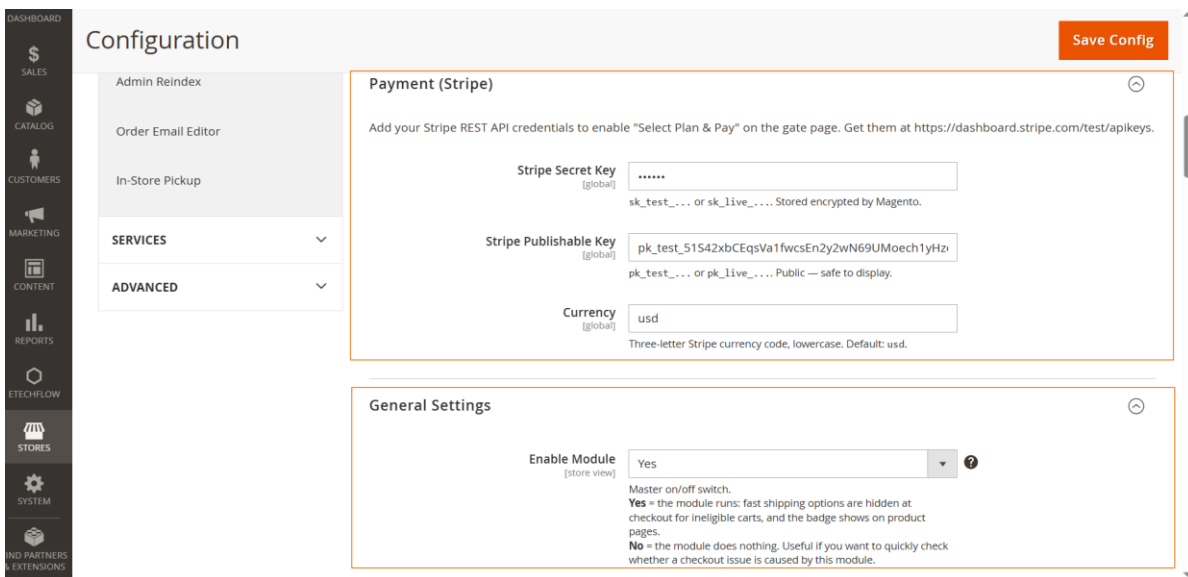 DASHBOARD
SALES
CATALOG
CUSTOMERS
MARKETING
CONTENT
REPORTS
ETECHFLOW
STORES
SYSTEM
IND PARTNERS
& EXTENSIONS
Configuration
Save Config
Admin Reindex
Order Email Editor
In-Store Pickup
SERVICES
ADVANCED
Payment (Stripe)
Add your Stripe REST API credentials to enable "Select Plan & Pay" on the gate page. Get them at https://dashboard.stripe.com/test/apikeys.
Stripe Secret Key
[global]
••••••
sk_test_... or sk_live_.... Stored encrypted by Magento.
Stripe Publishable Key
[global]
pk_test_51S42xbCEqsVa1fwcsEn2y2wN69UMoech1yHz
pk_test_... or pk_live_.... Public — safe to display.
Currency
[global]
usd
Three-letter Stripe currency code, lowercase. Default: usd.
General Settings
Enable Module
[store view]
Yes
Master on/off switch.
Yes = the module runs: fast shipping options are hidden at
checkout for ineligible carts, and the badge shows on product
pages.
No = the module does nothing. Useful if you want to quickly check
whether a checkout issue is caused by this module.